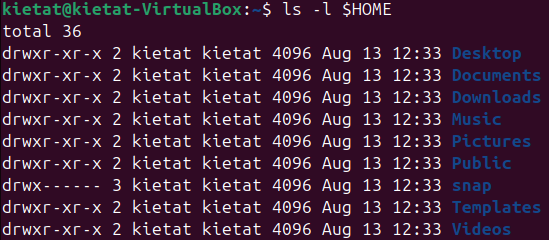 kietat@kietat-VirtualBox:~$ ls -l $HOME
total 36
drwxr-xr-x 2 kietat kietat 4096 Aug 13 12:33 Desktop
drwxr-xr-x 2 kietat kietat 4096 Aug 13 12:33 Documents
drwxr-xr-x 2 kietat kietat 4096 Aug 13 12:33 Downloads
drwxr-xr-x 2 kietat kietat 4096 Aug 13 12:33 Music
drwxr-xr-x 2 kietat kietat 4096 Aug 13 12:33 Pictures
drwxr-xr-x 2 kietat kietat 4096 Aug 13 12:33 Public
drwx------ 3 kietat kietat 4096 Aug 13 12:33 snap
drwxr-xr-x 2 kietat kietat 4096 Aug 13 12:33 Templates
drwxr-xr-x 2 kietat kietat 4096 Aug 13 12:33 Videos